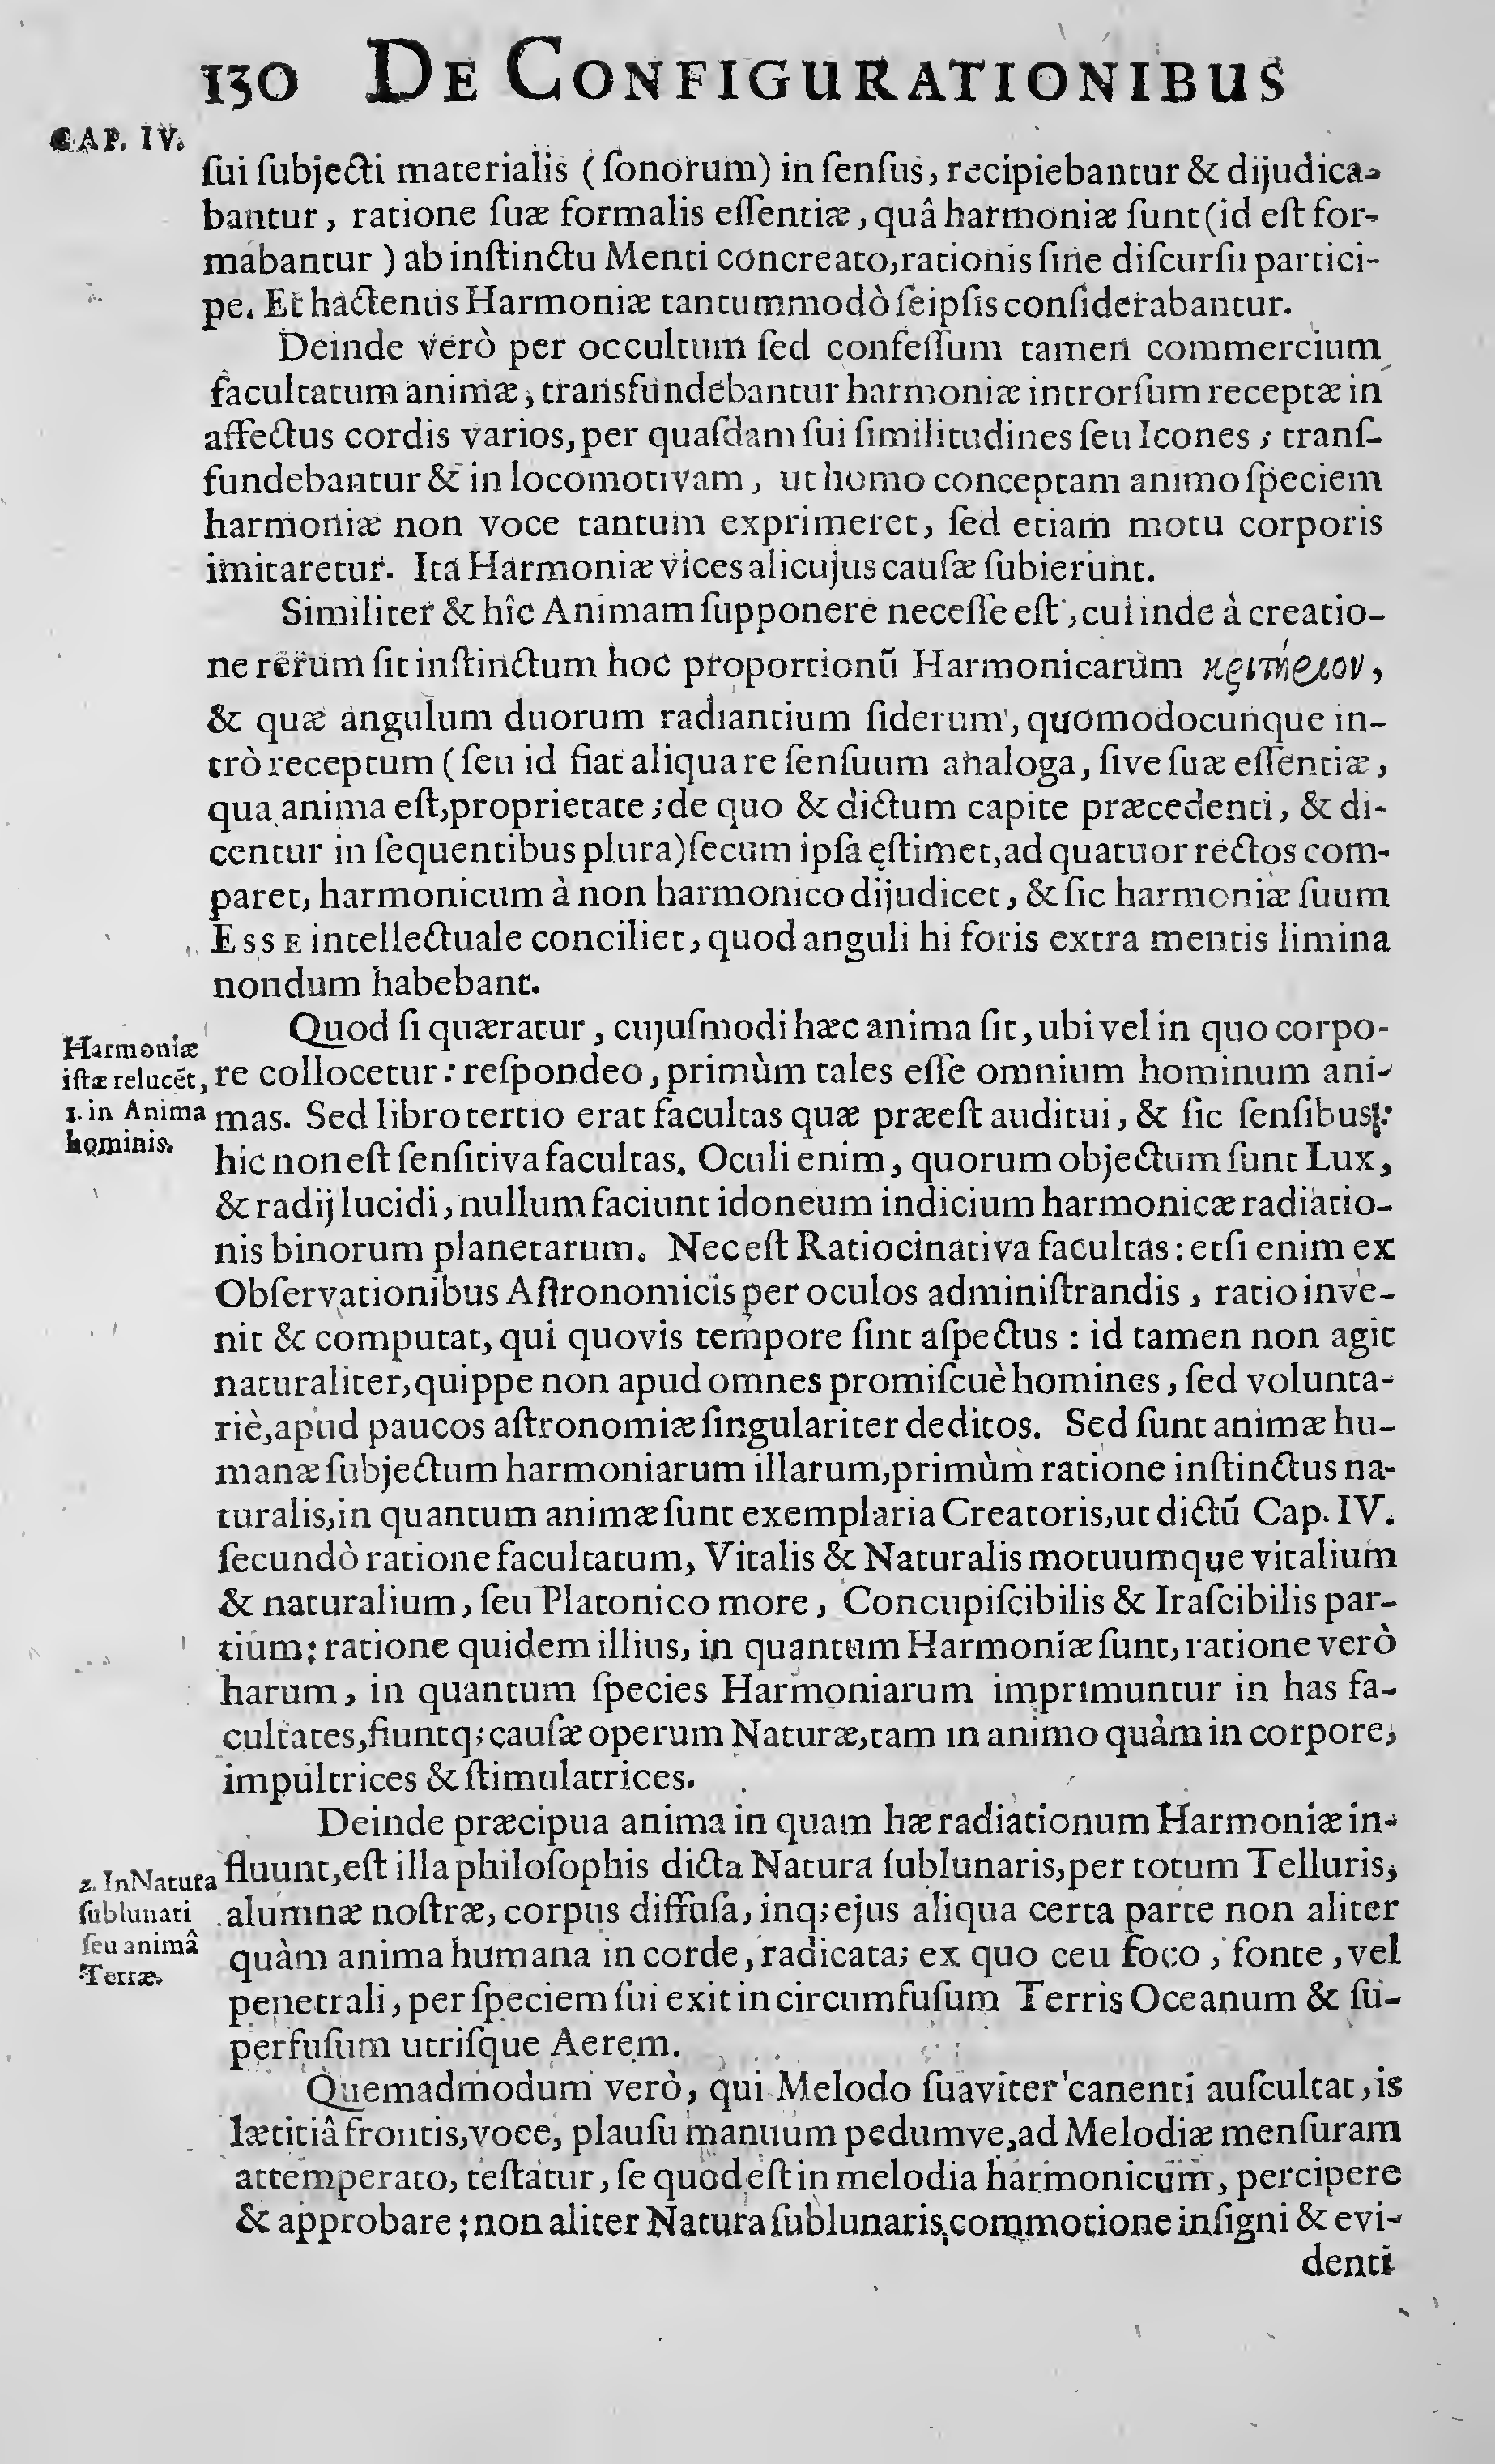 130 DE CONFIGURATIONIBUS
CAP. IV.
ſui ſubjecti materialis (ſonorum) in ſenſus, recipiebantur & dijudica-
bantur, ratione ſuæ formalis eſſentiæ, quâ harmoniæ ſunt (id eſt for-
mabantur) ab inſtinctu Menti concreato, rationis ſine diſcurſu partici-
pe. Et hactenus Harmoniæ tantummodò ſeipſis conſiderabantur.
Deinde verò per occultum ſed confeſſum tamen commercium
facultatum animæ, transfundebantur harmoniæ introrſum receptæ in
affectus cordis varios, per quaſdam ſui ſimilitudines ſeu Icones; tranſ-
fundebantur & in locomotivam, ut homo conceptam animo ſpeciem
harmoniæ non voce tantum exprimeret, ſed etiam motu corporis
imitaretur. Ita Harmoniæ vices alicujus cauſæ ſubierunt.
Similiter & hîc Animam ſupponere neceſſe eſt, cui inde à creatio-
ne rerum ſit inſtinctum hoc proportionũ Harmonicarum κριτήριον,
& quæ angulum duorum radiantium ſiderum, quomodocunque in-
trò receptum (ſeu id fiat aliqua re ſenſuum analoga, ſive ſuæ eſſentiæ,
qua anima eſt, proprietate; de quo & dictum capite præcedenti, & di-
centur in ſequentibus plura) ſecum ipſa ęſtimet, ad quatuor rectos com-
paret, harmonicum à non harmonico dijudicet, & ſic harmoniæ ſuum
ESSE intellectuale conciliet, quod anguli hi foris extra mentis limina
nondum habebant.
Quod ſi quæratur, cujuſmodi hæc anima ſit, ubi vel in quo corpo-
re collocetur: reſpondeo, primùm tales eſſe omnium hominum ani-
mas. Sed libro tertio erat facultas quæ præeſt auditui, & ſic ſenſibus:
hic non eſt ſenſitiva facultas. Oculi enim, quorum objectum ſunt Lux,
& radij lucidi, nullum faciunt idoneum indicium harmonicæ radiatio-
nis binorum planetarum. Nec eſt Ratiocinativa facultas: etſi enim ex
Obſervationibus Aſtronomicis per oculos adminiſtrandis, ratio inve-
nit & computat, qui quovis tempore ſint aſpectus: id tamen non agit
naturaliter, quippe non apud omnes promiſcuè homines, ſed volunta-
riè, apud paucos aſtronomiæ ſingulariter deditos. Sed ſunt animæ hu-
manæ ſubjectum harmoniarum illarum, primùm ratione inſtinctus na-
turalis, in quantum animæ ſunt exemplaria Creatoris, ut dictũ Cap. IV.
ſecundò ratione facultatum, Vitalis & Naturalis motuumque vitalium
& naturalium, ſeu Platonico more, Concupiſcibilis & Iraſcibilis par-
tium: ratione quidem illius, in quantum Harmoniæ ſunt, ratione verò
harum, in quantum ſpecies Harmoniarum imprimuntur in has fa-
cultates, fiuntq; cauſæ operum Naturæ, tam in animo quàm in corpore,
impultrices & ſtimulatrices.
Harmoniæ
iſtæ relucẽt,
1. in Anima
hominis.
Deinde præcipua anima in quam hæ radiationum Harmoniæ in-
fluunt, eſt illa philoſophis dicta Natura ſublunaris, per totum Telluris,
alumnæ noſtræ, corpus diffuſa, inq; ejus aliqua certa parte non aliter
quàm anima humana in corde, radicata; ex quo ceu foco, fonte, vel
penetrali, per ſpeciem ſui exit in circumfuſum Terris Oceanum & ſu-
perfuſum utriſque Aerem.
2. In Natura
ſublunari
ſeu animâ
Terræ.
Quemadmodum verò, qui Melodo ſuaviter canenti auſcultat, is
lætitiâ frontis, voce, plauſu manuum pedumve, ad Melodiæ menſuram
attemperato, teſtatur, ſe quod eſt in melodia harmonicum, percipere
& approbare: non aliter Natura ſublunaris, commotione inſigni & evi-
denti